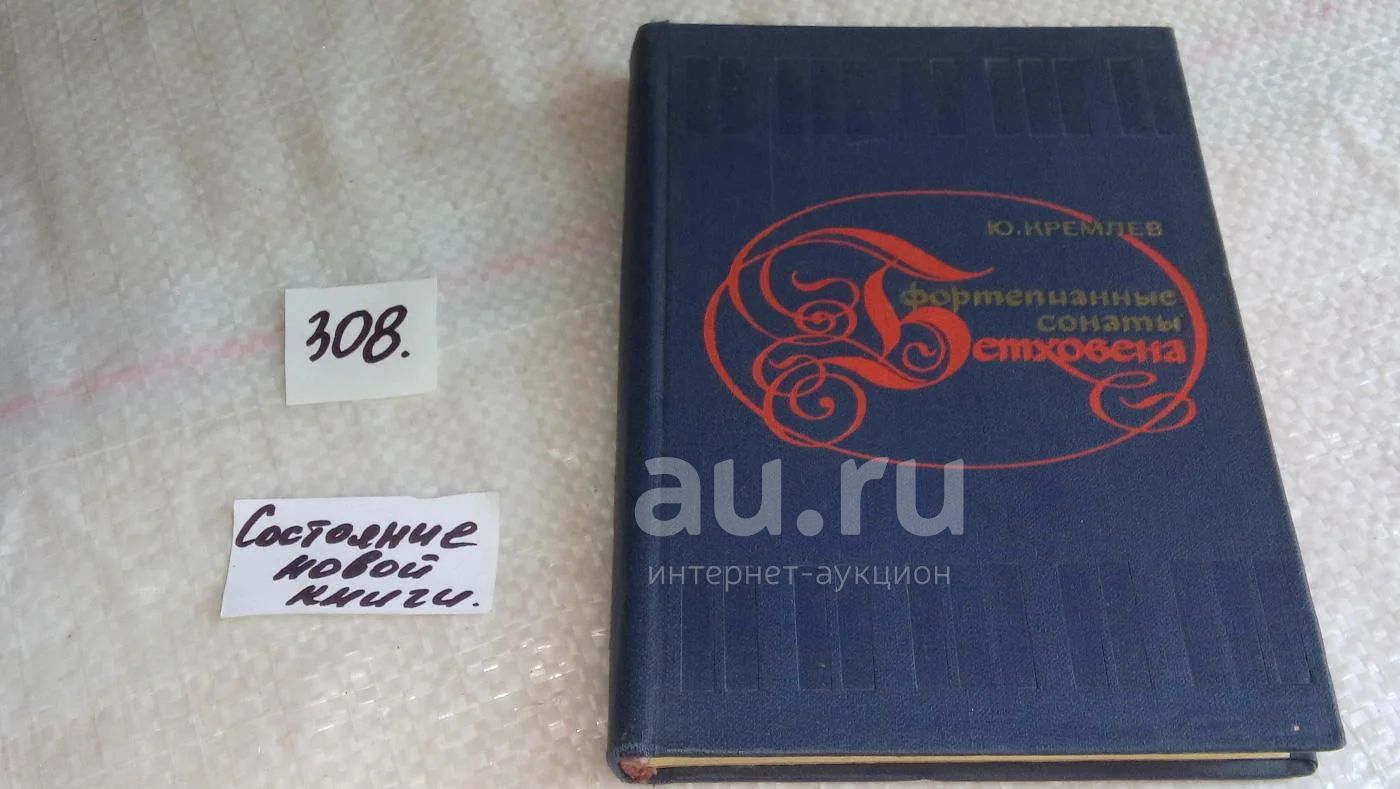 308.
Состояние
новой
книги.
Ю. КРЕМЛЕВ
фортепианные
сонаты
Бетховена
au.ru
интернет-аукцион